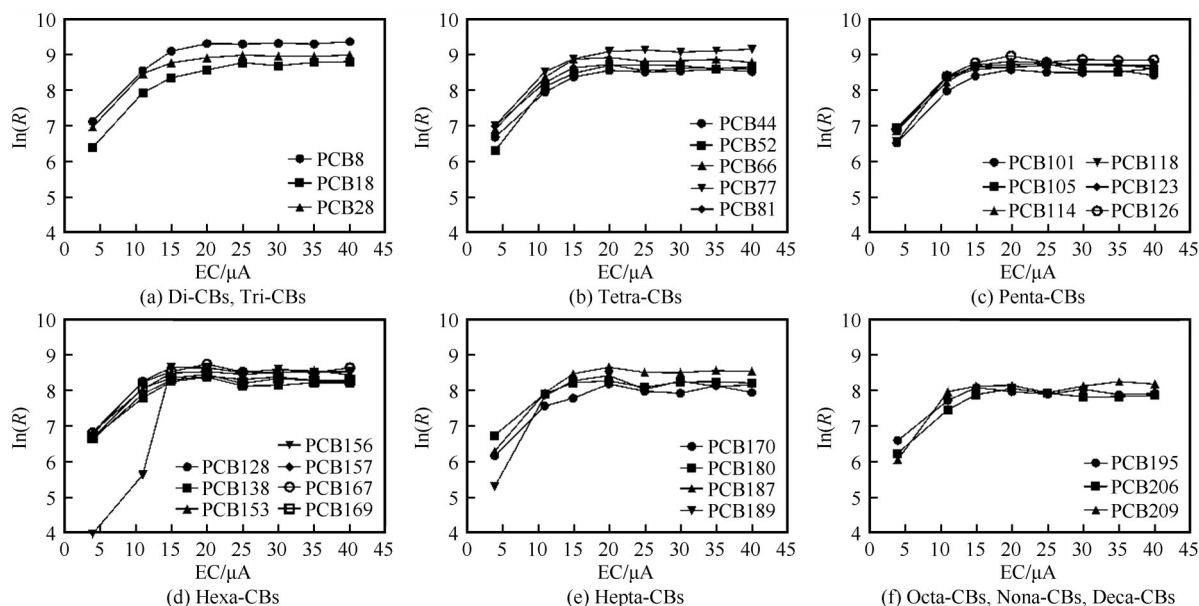 10
9
8
7
6
5
4
ln(R)
PCB8
PCB18
PCB28
0 5 10 15 20 25 30 35 40 45
EC/μA
(a) Di-CBs, Tri-CBs
10
9
8
7
6
5
4
ln(R)
PCB44
PCB52
PCB66
PCB77
PCB81
0 5 10 15 20 25 30 35 40 45
EC/μA
(b) Tetra-CBs
10
9
8
7
6
5
4
ln(R)
PCB101 PCB118
PCB105 PCB123
PCB114 PCB126
0 5 10 15 20 25 30 35 40 45
EC/μA
(c) Penta-CBs
10
9
8
7
6
5
4
ln(R)
PCB156
PCB128 PCB157
PCB138 PCB167
PCB153 PCB169
0 5 10 15 20 25 30 35 40 45
EC/μA
(d) Hexa-CBs
10
9
8
7
6
5
4
ln(R)
PCB170
PCB180
PCB187
PCB189
0 5 10 15 20 25 30 35 40 45
EC/μA
(e) Hepta-CBs
10
9
8
7
6
5
4
ln(R)
PCB195
PCB206
PCB209
0 5 10 15 20 25 30 35 40 45
EC/μA
(f) Octa-CBs, Nona-CBs, Deca-CBs